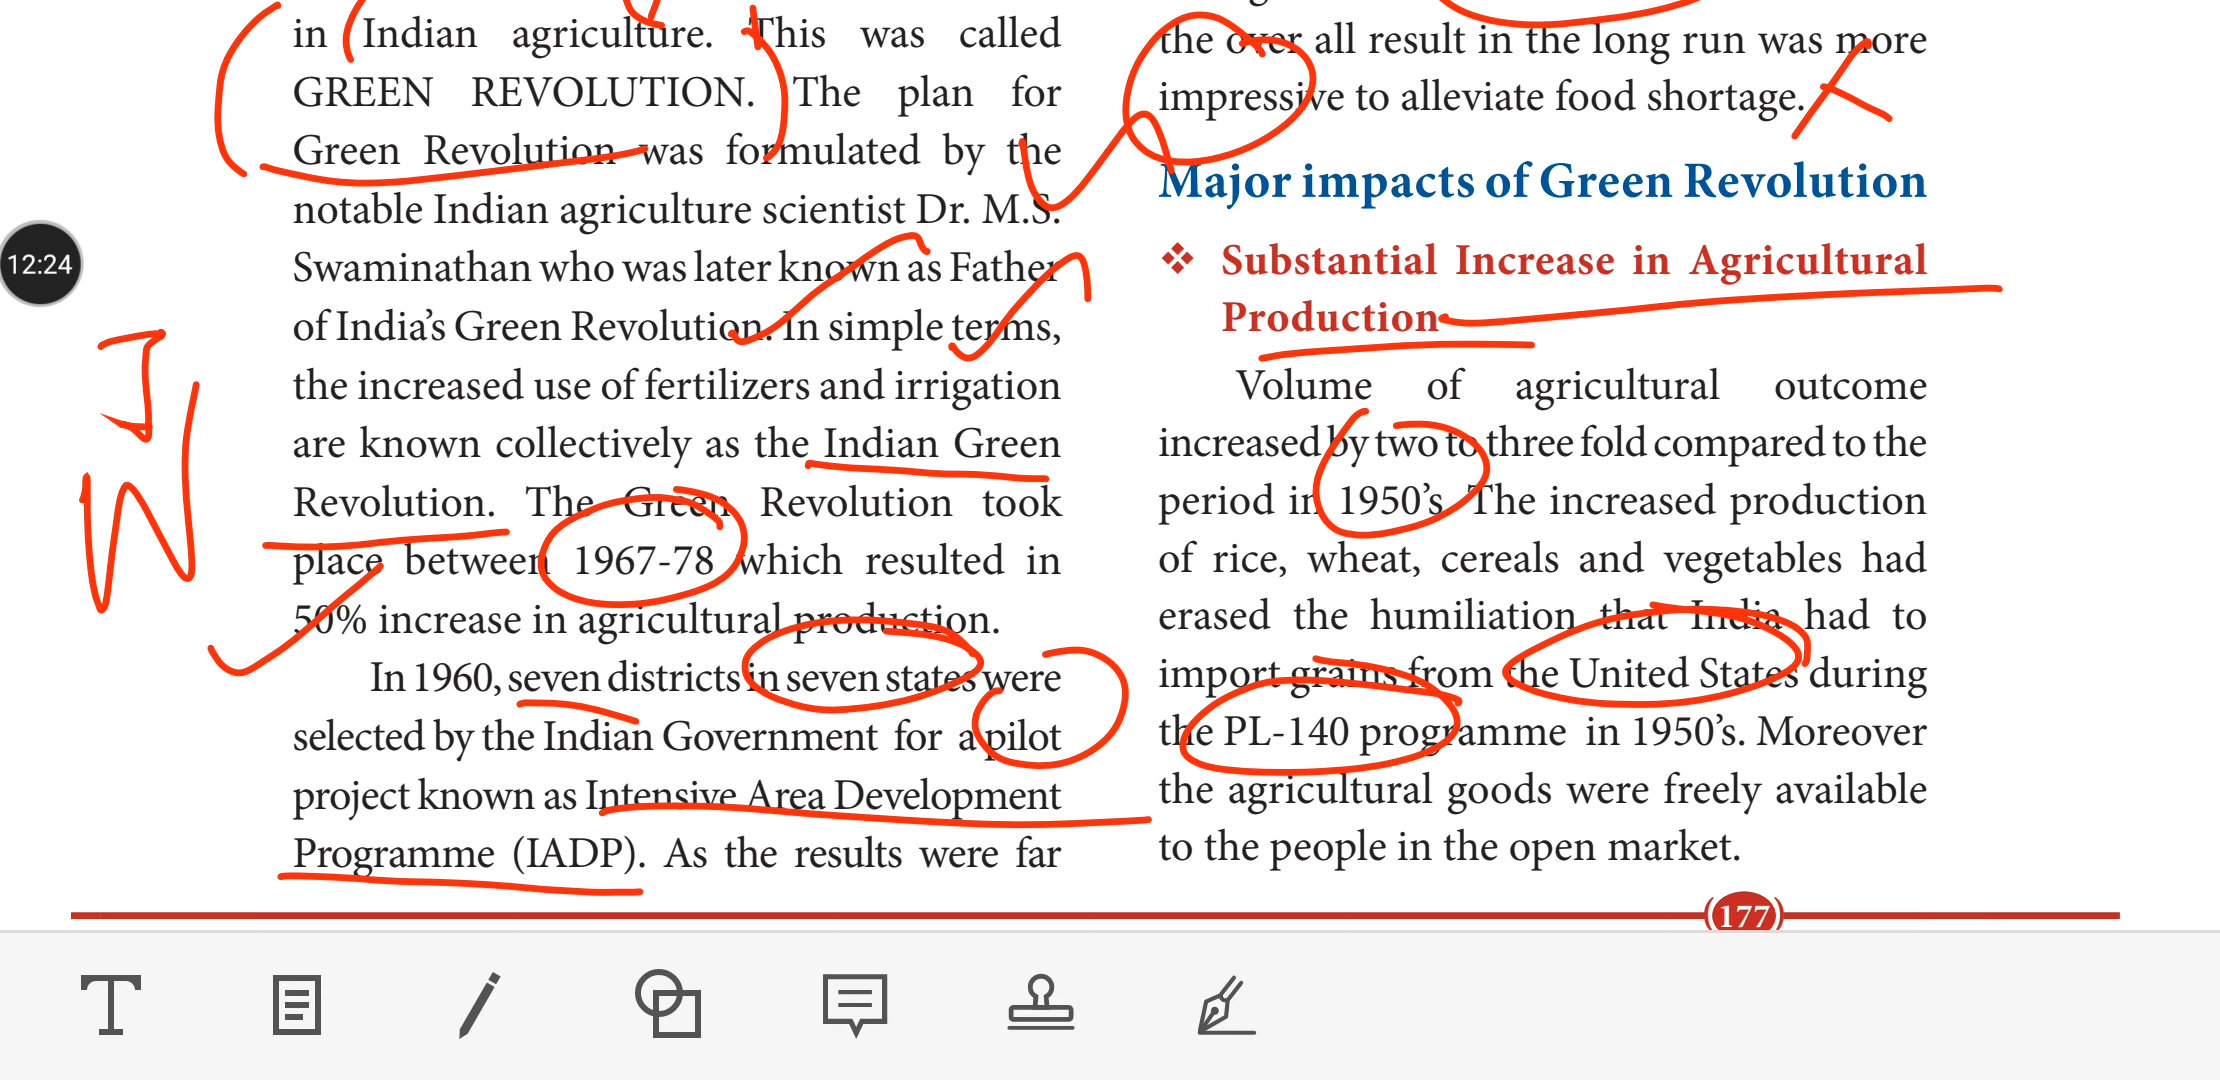 in Indian agriculture. This was called
GREEN REVOLUTION. The plan for
Green Revolution was formulated by the
notable Indian agriculture scientist Dr. M.S.
Swaminathan who was later known as Father
of India's Green Revolution. In simple terms,
the increased use of fertilizers and irrigation
are known collectively as the Indian Green
Revolution. The Green Revolution took
place between 1967-78 which resulted in
50% increase in agricultural production.
In 1960, seven districts in seven states were
selected by the Indian Government for a pilot
project known as Intensive Area Development
Programme (IADP). As the results were far
the over all result in the long run was more
impressive to alleviate food shortage.
Major impacts of Green Revolution
❖ Substantial Increase in Agricultural
Production
Volume of agricultural outcome
increased by two to three fold compared to the
period in 1950's. The increased production
of rice, wheat, cereals and vegetables had
erased the humiliation that India had to
import grains from the United States during
the PL-140 programme in 1950's. Moreover
the agricultural goods were freely available
to the people in the open market.
177
12:24